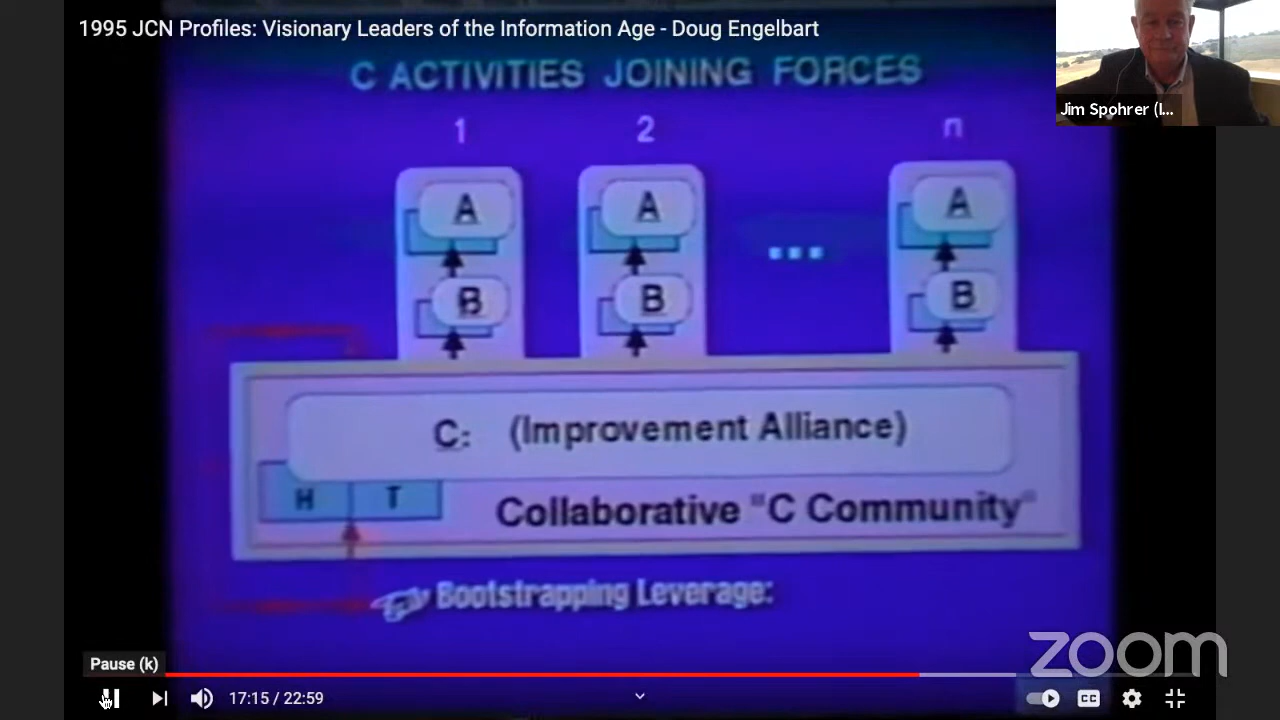 1995 JCN Profiles: Visionary Leaders of the Information Age - Doug Engelbart
Jim Spohrer (I...
C ACTIVITIES JOINING FORCES
1 2 n
A A A
...
B B B
C: (Improvement Alliance)
H T
Collaborative "C Community"
Bootstrapping Leverage:
zoom
Pause (k)
17:15 / 22:59
CC